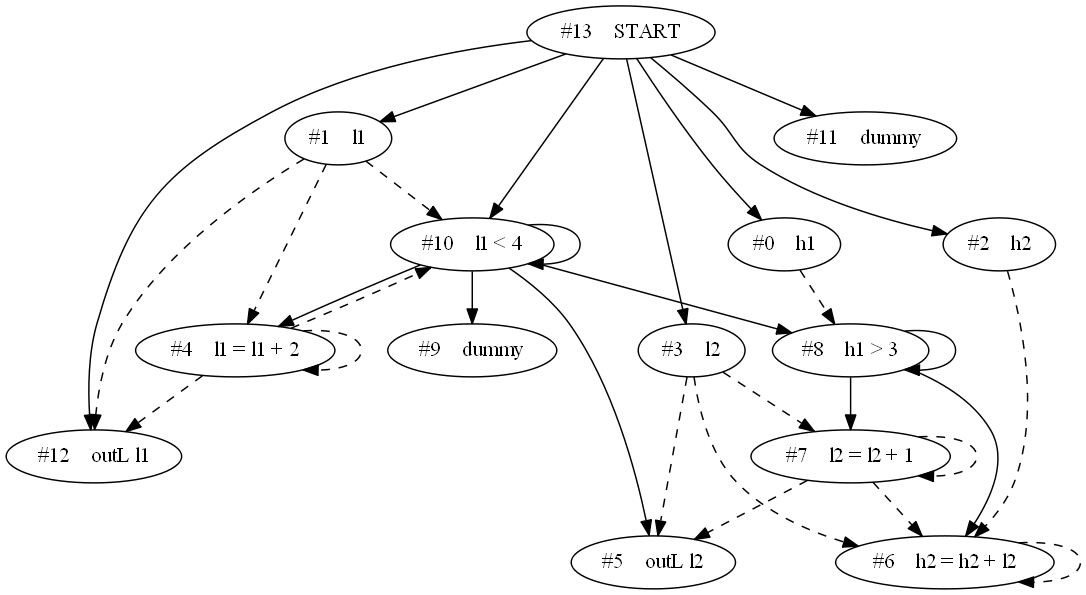 #13 START
#1 l1
#11 dummy
#10 l1 < 4
#0 h1
#2 h2
#4 l1 = l1 + 2
#9 dummy
#3 l2
#8 h1 > 3
#12 outL l1
#7 l2 = l2 + 1
#5 outL l2
#6 h2 = h2 + l2